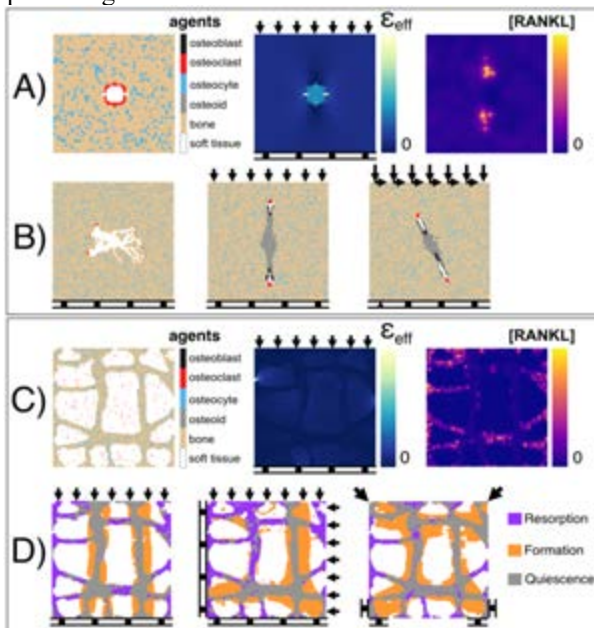 A)
agents
osteoblast
osteoclast
osteocyte
osteoid
bone
soft tissue
εeff
0
[RANKL]
0
B)
C)
agents
osteoblast
osteoclast
osteocyte
osteoid
bone
soft tissue
εeff
0
[RANKL]
0
D)
Resorption
Formation
Quiescence